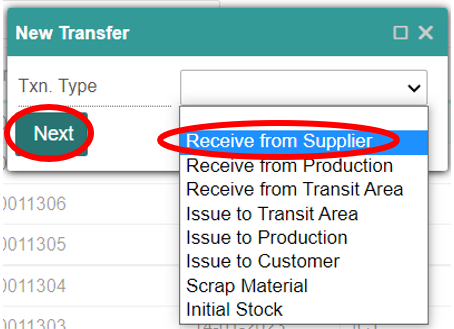 New Transfer
Txn. Type
Next
Receive from Supplier
Receive from Production
Receive from Transit Area
Issue to Transit Area
Issue to Production
Issue to Customer
Scrap Material
Initial Stock
0011306
0011305
0011304
0011303